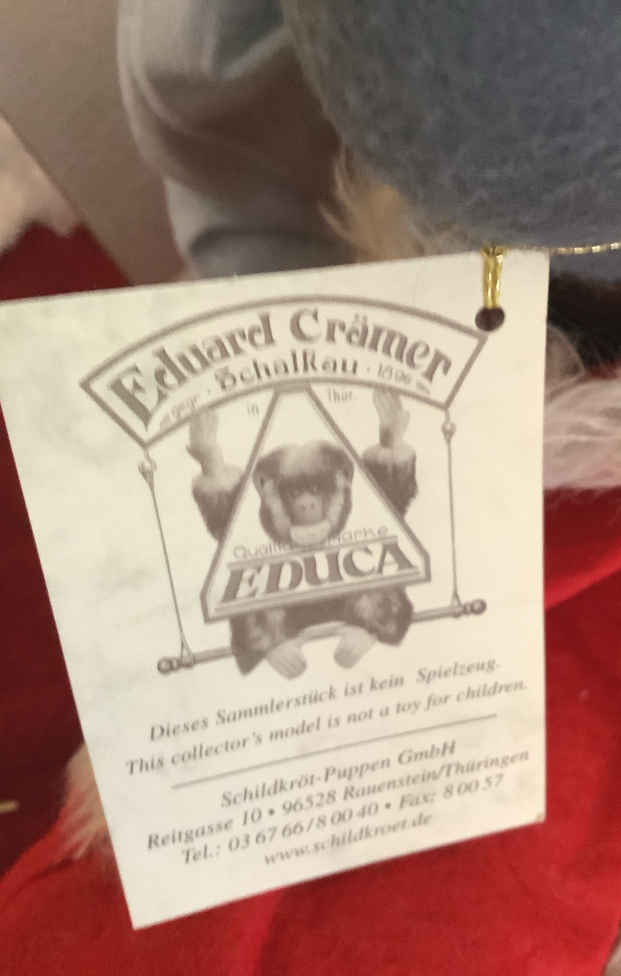 Eduard Crämer
gegr. · Schalkau · 1896
in Thür.
EDUCA
Dieses Sammlerstück ist kein Spielzeug.
This collector's model is not a toy for children.
Schildkröt-Puppen GmbH
Reitgasse 10 • 96528 Rauenstein/Thüringen
Tel.: 03 67 66/8 00 40 • Fax: 8 00 57
www.schildkroet.de